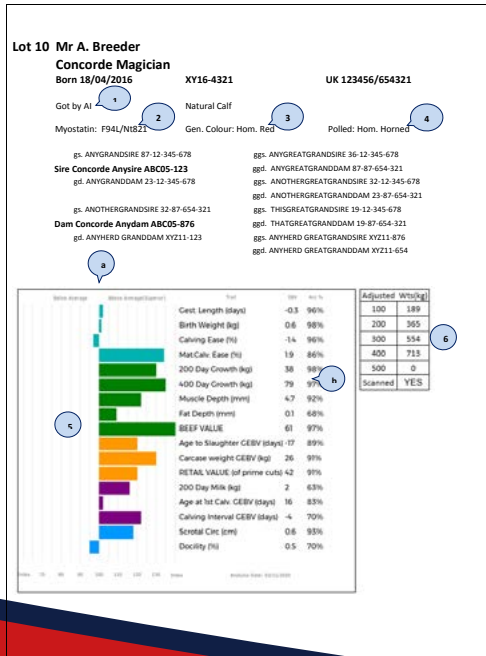 Lot 10 Mr A. Breeder
Concorde Magician
Born 18/04/2016 XY16-4321 UK 123456/654321
Got by AI 1 Natural Calf
2 3 4
Myostatin: F94L/Nt821 Gen. Colour: Hom. Red Polled: Hom. Horned
gs. ANYGRANDSIRE 87-12-345-678 ggs. ANYGREATGRANDSIRE 36-12-345-678
Sire Concorde Anysire ABC05-123 ggd. ANYGREATGRANDDAM 87-87-654-321
gd. ANYGRANDDAM 23-12-345-678 ggs. ANOTHERGREATGRANDSIRE 32-12-345-678
ggd. ANOTHERGREATGRANDDAM 23-87-654-321
gs. ANOTHERGRANDSIRE 32-87-654-321 ggs. THISGREATGRANDSIRE 19-12-345-678
Dam Concorde Anydam ABC05-876 ggd. THATGREATGRANDDAM 19-87-654-321
gd. ANYHERD GRANDDAM XYZ11-123 ggs. ANYHERD GREATGRANDSIRE XYZ11-876
ggd. ANYHERD GREATGRANDDAM XYZ11-654
a
Below Average Above Average(Superior) Trait EBV Acc %
Gest. Length (days) -0.3 96%
Birth Weight (kg) 0.6 98%
Calving Ease (%) -1.4 96%
Mat.Calv. Ease (%) 1.9 86%
200 Day Growth (kg) 38 98%
400 Day Growth (kg) 79 97% b
Muscle Depth (mm) 4.7 92%
Fat Depth (mm) 0.1 68%
5 BEEF VALUE 61 97%
Age to Slaughter GEBV (days) -17 89%
Carcase weight GEBV (kg) 26 91%
RETAIL VALUE (of prime cuts) 42 91%
200 Day Milk (kg) 2 63%
Age at 1st Calv. GEBV (days) 16 83%
Calving Interval GEBV (days) -4 70%
Scrotal Circ (cm) 0.6 93%
Docility (%) 0.5 70%
Adjusted Wts(kg)
100 189
200 365
300 554 6
400 713
500 0
Scanned YES